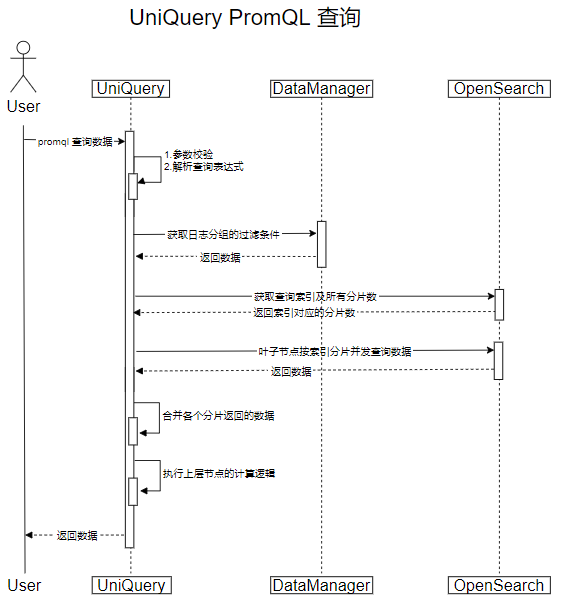 UniQuery PromQL 查询
User
UniQuery
DataManager
OpenSearch
promql 查询数据
1.参数校验
2.解析查询表达式
获取日志分组的过滤条件
返回数据
获取查询索引及所有分片数
返回索引对应的分片数
叶子节点按索引分片并发查询数据
返回数据
合并各个分片返回的数据
执行上层节点的计算逻辑
返回数据
User
UniQuery
DataManager
OpenSearch